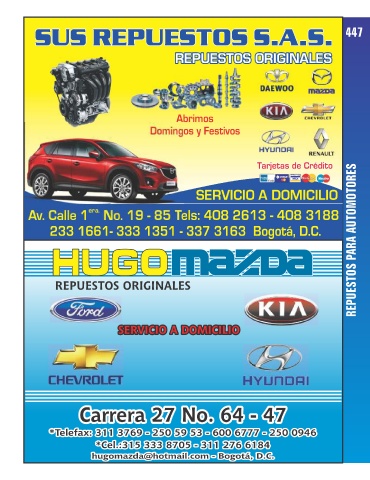 447
SUS REPUESTOS S.A.S.
REPUESTOS ORIGINALES
DAEWOO
mazda
Abrimos
Domingos y Festivos
KIA
CHEVROLET
HYUNDAI
RENAULT
Tarjetas de Crédito
SERVICIO A DOMICILIO
Av. Calle 1era No. 19 - 85 Tels: 408 2613 - 408 3188
233 1661- 333 1351 - 337 3163 Bogotá, D.C.
REPUESTOS PARA AUTOMOTORES
HUGOmazda
REPUESTOS ORIGINALES
Ford
KIA
SERVICIO A DOMICILIO
CHEVROLET
HYUNDAI
Carrera 27 No. 64 - 47
*Telefax: 311 3769 - 250 59 53 - 600 6777 - 250 0946
*Cel.:315 333 8705 - 311 276 6184
hugomazda@hotmail.com - Bogotá, D.C.